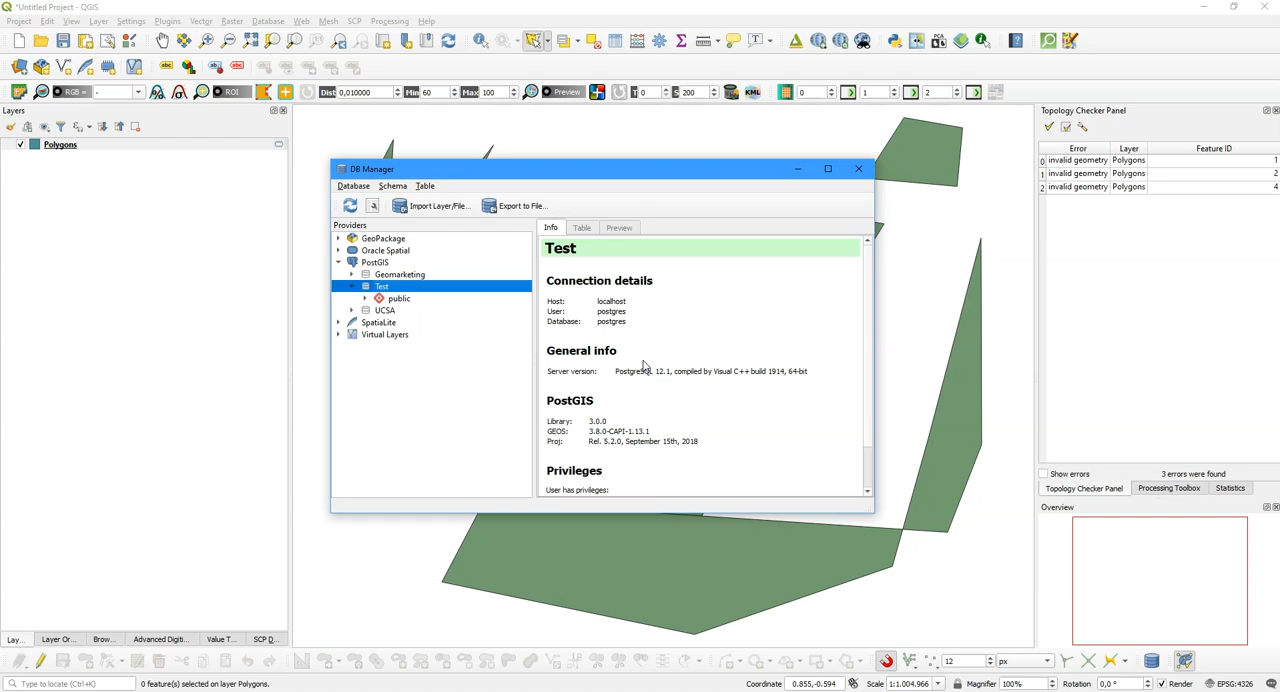 *Untitled Project - QGIS
Project Edit View Layer Settings Plugins Vector Raster Database Web Mesh SCP Processing Help
RGB = - ROI Dist 0,010000 Min 60 Max 100 Preview T 0 S 200 KML 0 1 2
Layers
Polygons
DB Manager
Database Schema Table
Import Layer/File... Export to File...
Providers
GeoPackage
Oracle Spatial
PostGIS
Geomarketing
Test
public
UCSA
SpatiaLite
Virtual Layers
Info Table Preview
Test
Connection details
Host: localhost
User: postgres
Database: postgres
General info
Server version: PostgreSQL 12.1, compiled by Visual C++ build 1914, 64-bit
PostGIS
Library: 3.0.0
GEOS: 3.8.0-CAPI-1.13.1
Proj: Rel. 5.2.0, September 15th, 2018
Privileges
User has privileges:
Topology Checker Panel
Error Layer Feature ID
0 invalid geometry Polygons 1
1 invalid geometry Polygons 2
2 invalid geometry Polygons 4
Show errors 3 errors were found
Topology Checker Panel Processing Toolbox Statistics
Overview
Lay... Layer Or... Brow... Advanced Digiti... Value T... SCP D...
12 px
Type to locate (Ctrl+K) 0 feature(s) selected on layer Polygons. Coordinate 0.855,-0.594 Scale 1:1.004.966 Magnifier 100% Rotation 0,0 ° Render EPSG:4326